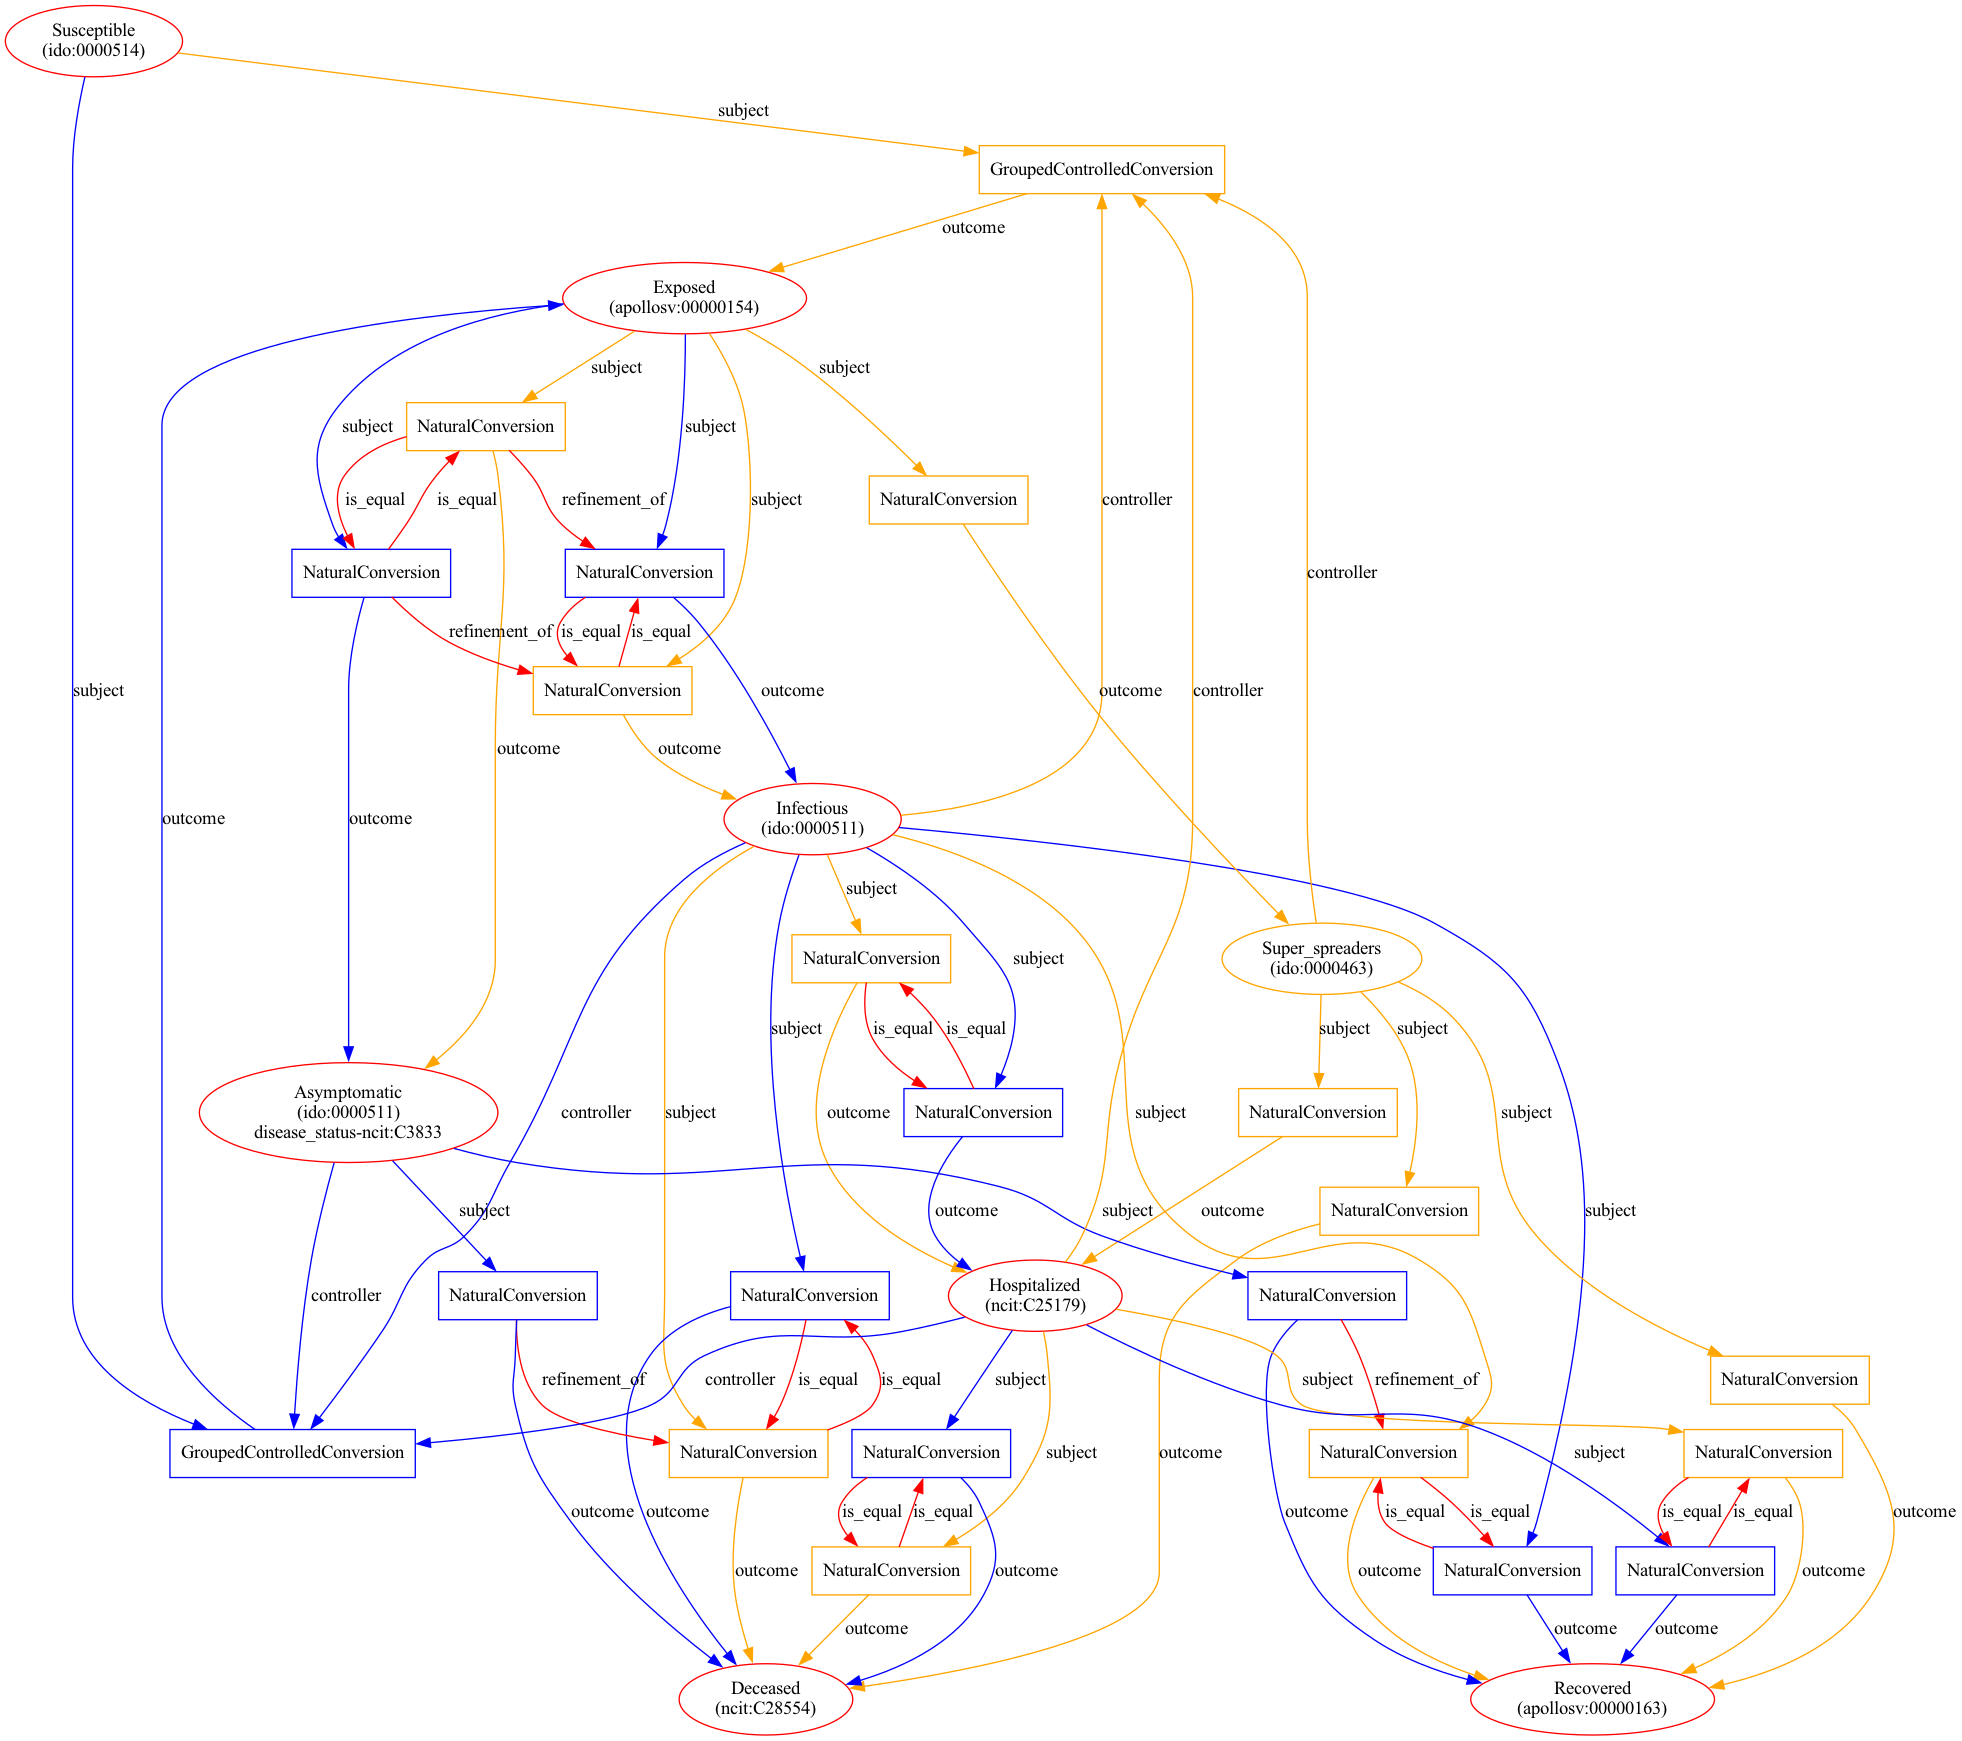 Susceptible
(ido:0000514)
subject
GroupedControlledConversion
outcome
Exposed
(apollosv:00000154)
subject
subject
NaturalConversion
subject
subject
is_equal
is_equal
refinement_of
subject
NaturalConversion
controller
NaturalConversion
NaturalConversion
controller
refinement_of
is_equal
is_equal
subject
NaturalConversion
outcome
outcome
controller
outcome
outcome
outcome
outcome
Infectious
(ido:0000511)
subject
NaturalConversion
subject
Super_spreaders
(ido:0000463)
subject
is_equal
is_equal
subject
subject
Asymptomatic
(ido:0000511)
disease_status-ncit:C3833
controller
subject
outcome
NaturalConversion
subject
NaturalConversion
subject
subject
NaturalConversion
outcome
subject
outcome
subject
controller
NaturalConversion
NaturalConversion
Hospitalized
(ncit:C25179)
NaturalConversion
refinement_of
is_equal
is_equal
controller
subject
subject
refinement_of
NaturalConversion
GroupedControlledConversion
NaturalConversion
NaturalConversion
subject
outcome
NaturalConversion
subject
NaturalConversion
outcome
outcome
is_equal
is_equal
outcome
is_equal
is_equal
is_equal
is_equal
outcome
outcome
NaturalConversion
outcome
outcome
NaturalConversion
NaturalConversion
outcome
outcome
outcome
outcome
Deceased
(ncit:C28554)
Recovered
(apollosv:00000163)